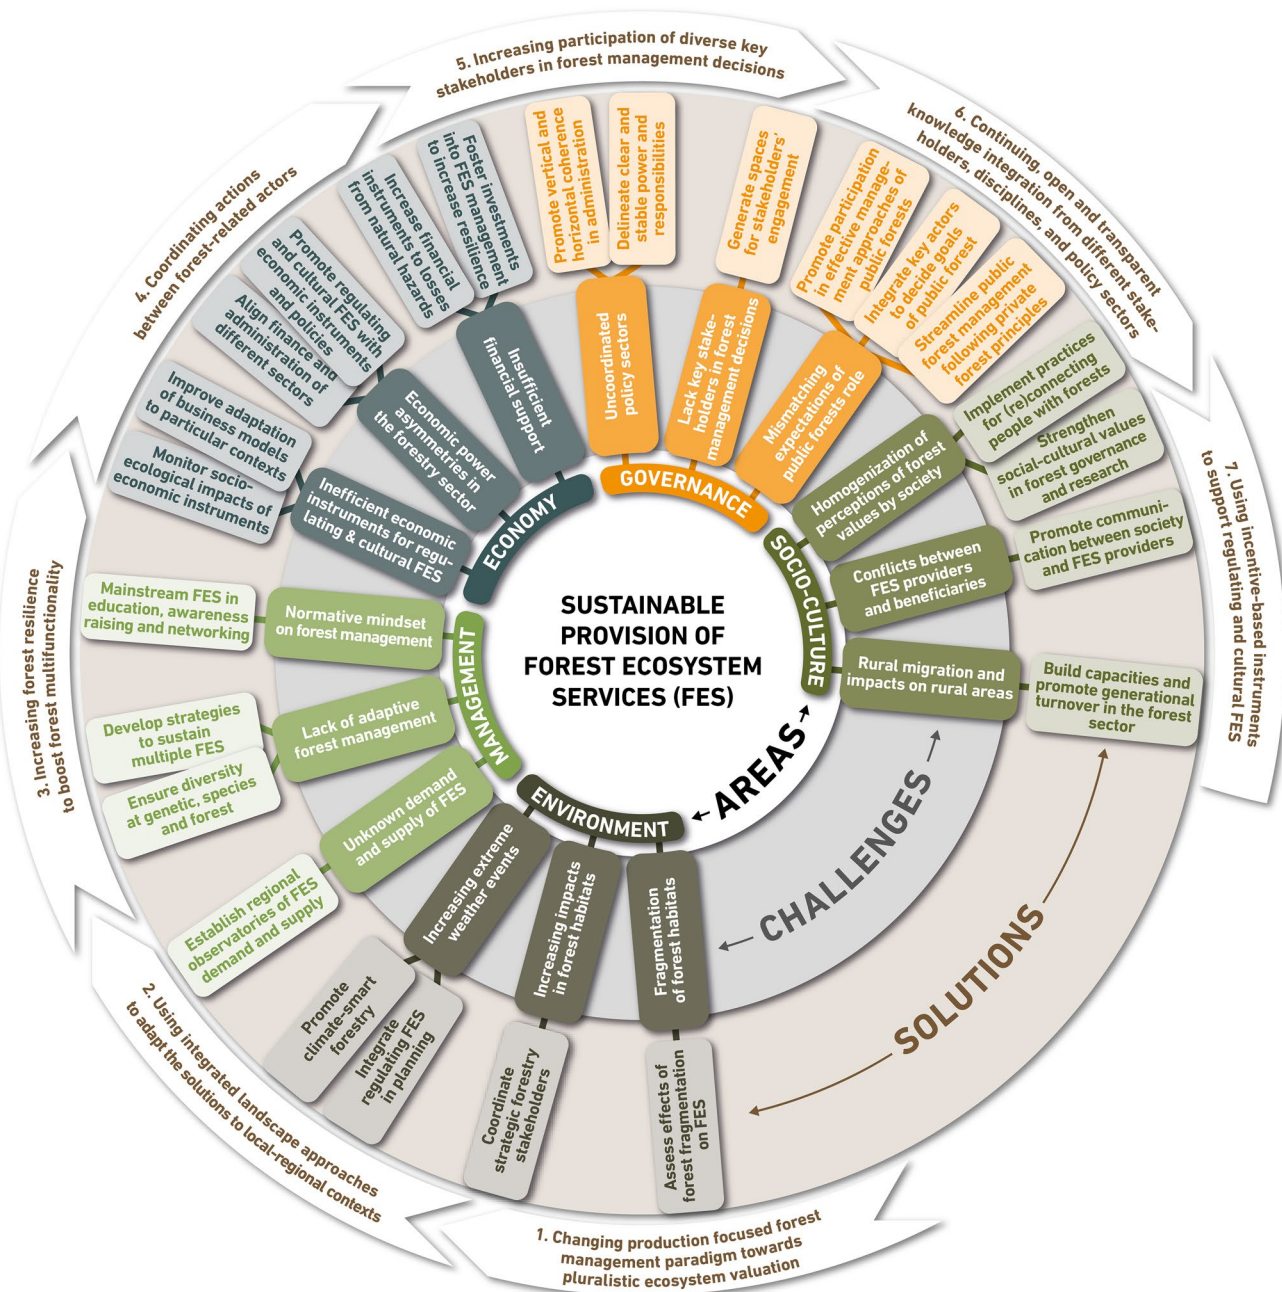 SUSTAINABLE
PROVISION OF
FOREST ECOSYSTEM
SERVICES (FES)
AREAS
CHALLENGES
SOLUTIONS
1. Changing production focused forest
management paradigm towards
pluralistic ecosystem valuation
2. Using integrated landscape approaches
to adapt the solutions to local-regional contexts
3. Increasing forest resilience
to boost forest multifunctionality
4. Coordinating actions
between forest-related actors
5. Increasing participation of diverse key
stakeholders in forest management decisions
6. Continuing, open and transparent
knowledge integration from different stake-
holders, disciplines, and policy sectors
7. Using incentive-based instruments
to support regulating and cultural FES
GOVERNANCE
Uncoordinated
policy sectors
Promote vertical and
horizontal coherence
in administration
Delineate clear and
stable power and
responsibilities
Lack key stake-
holders in forest
management decisions
Generate spaces
for stakeholders'
engagement
Mismatching
expectations of
public forests role
Promote participation
in effective manage-
ment approaches of
public forests
Integrate key actors
to decide goals
of public forest
Streamline public
forest management
following private
forest principles
SOCIO-CULTURE
Homogenization of
perceptions of forest
values by society
Implement practices
for (re)connecting
people with forests
Strengthen
social-cultural values
in forest governance
and research
Conflicts between
FES providers
and beneficiaries
Promote communi-
cation between society
and FES providers
Rural migration and
impacts on rural areas
Build capacities and
promote generational
turnover in the forest
sector
ENVIRONMENT
Fragmentation
of forest habitats
Assess effects of
forest fragmentation
on FES
Increasing impacts
in forest habitats
Coordinate
strategic forestry
stakeholders
Increasing extreme
weather events
Integrate
regulating FES
in planning
Promote
climate-smart
forestry
MANAGEMENT
Unknown demand
and supply of FES
Establish regional
observatories of FES
demand and supply
Lack of adaptive
forest management
Ensure diversity
at genetic, species
and forest
Develop strategies
to sustain
multiple FES
Normative mindset
on forest management
Mainstream FES in
education, awareness
raising and networking
ECONOMY
Inefficient economic
instruments for regu-
lating & cultural FES
Monitor socio-
ecological impacts of
economic instruments
Improve adaptation
of business models
to particular contexts
Economic power
asymmetries in
the forestry sector
Align finance and
administration of
different sectors
Promote regulating
and cultural FES with
economic instruments
and policies
Insufficient
financial support
Increase financial
instruments to losses
from natural hazards
Foster investments
into FES management
to increase resilience